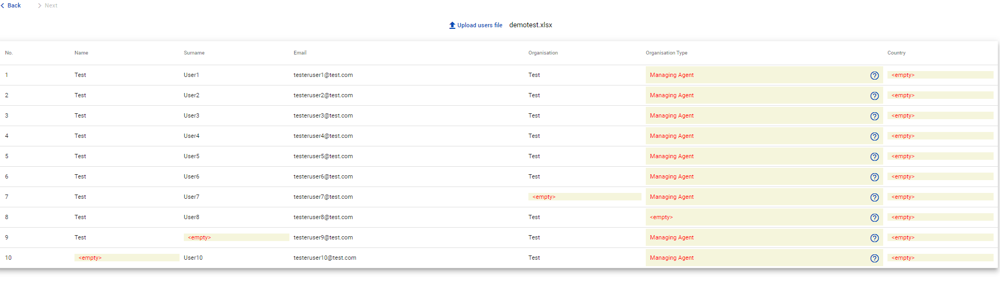 Back Next
Upload users file demotest.xlsx
No. Name Surname Email Organisation Organisation Type Country
1 Test User1 testeruser1@test.com Test Managing Agent <empty>
2 Test User2 testeruser2@test.com Test Managing Agent <empty>
3 Test User3 testeruser3@test.com Test Managing Agent <empty>
4 Test User4 testeruser4@test.com Test Managing Agent <empty>
5 Test User5 testeruser5@test.com Test Managing Agent <empty>
6 Test User6 testeruser6@test.com Test Managing Agent <empty>
7 Test User7 testeruser7@test.com <empty> Managing Agent <empty>
8 Test User8 testeruser8@test.com Test <empty> <empty>
9 Test <empty> testeruser9@test.com Test Managing Agent <empty>
10 <empty> User10 testeruser10@test.com Test Managing Agent <empty>